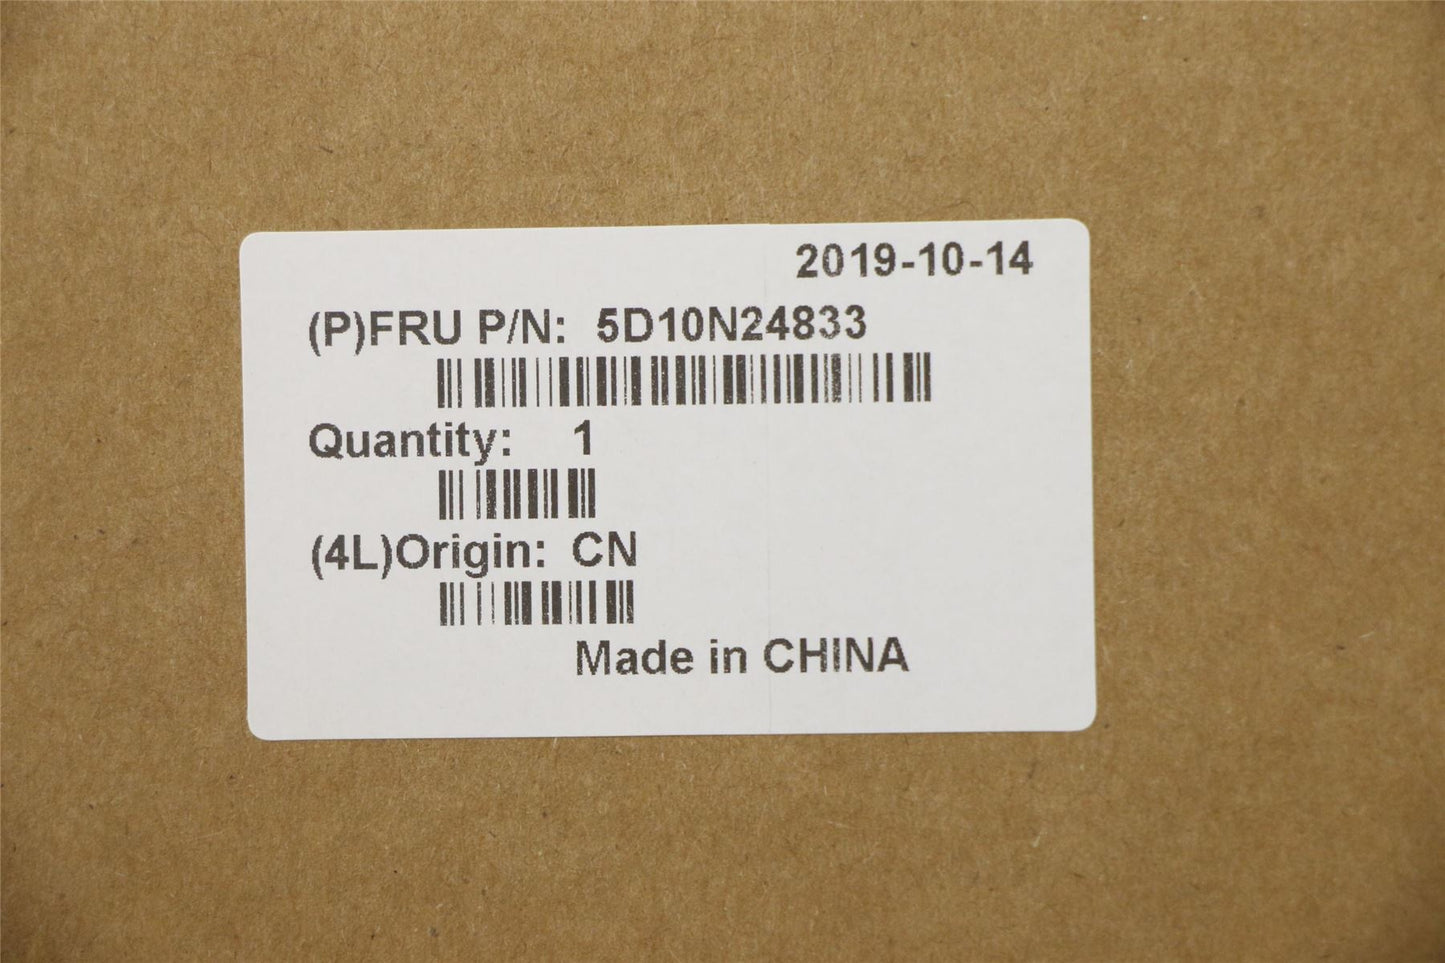 2019-10-14
(P)FRU P/N: 5D10N24833
Quantity: 1
(4L)Origin: CN
Made in CHINA